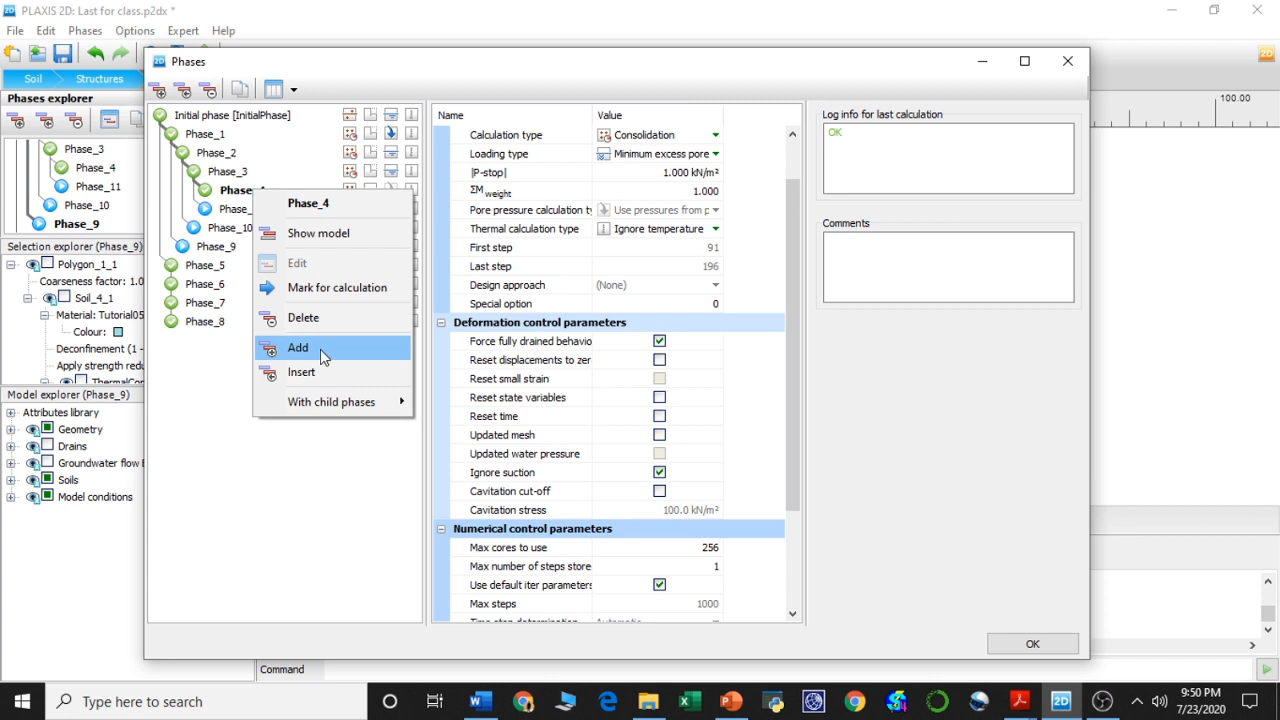 PLAXIS 2D: Last for class.p2dx *
File Edit Phases Options Expert Help
Soil Structures
Phases explorer
Phase_3
Phase_4
Phase_11
Phase_10
Phase_9
Selection explorer (Phase_9)
Polygon_1_1
Coarseness factor: 1.0
Soil_4_1
Material: Tutorial05
Colour:
Deconfinement (1 -
Apply strength redu
Model explorer (Phase_9)
Attributes library
Geometry
Drains
Groundwater flow
Soils
Model conditions
2D Phases
Initial phase [InitialPhase]
Phase_1
Phase_2
Phase_3
Phase_10
Phase_9
Phase_5
Phase_6
Phase_7
Phase_8
Phase_4
Show model
Edit
Mark for calculation
Delete
Add
Insert
With child phases
Name Value
Calculation type Consolidation
Loading type Minimum excess pore
|P-stop| 1.000 kN/m²
ΣM weight 1.000
Pore pressure calculation t Use pressures from p
Thermal calculation type Ignore temperature
First step 91
Last step 196
Design approach (None)
Special option 0
Deformation control parameters
Force fully drained behavio
Reset displacements to zer
Reset small strain
Reset state variables
Reset time
Updated mesh
Updated water pressure
Ignore suction
Cavitation cut-off
Cavitation stress 100.0 kN/m²
Numerical control parameters
Max cores to use 256
Max number of steps store 1
Use default iter parameters
Max steps 1000
Log info for last calculation
OK
Comments
OK
100.00
Command
Type here to search
9:50 PM
7/23/2020